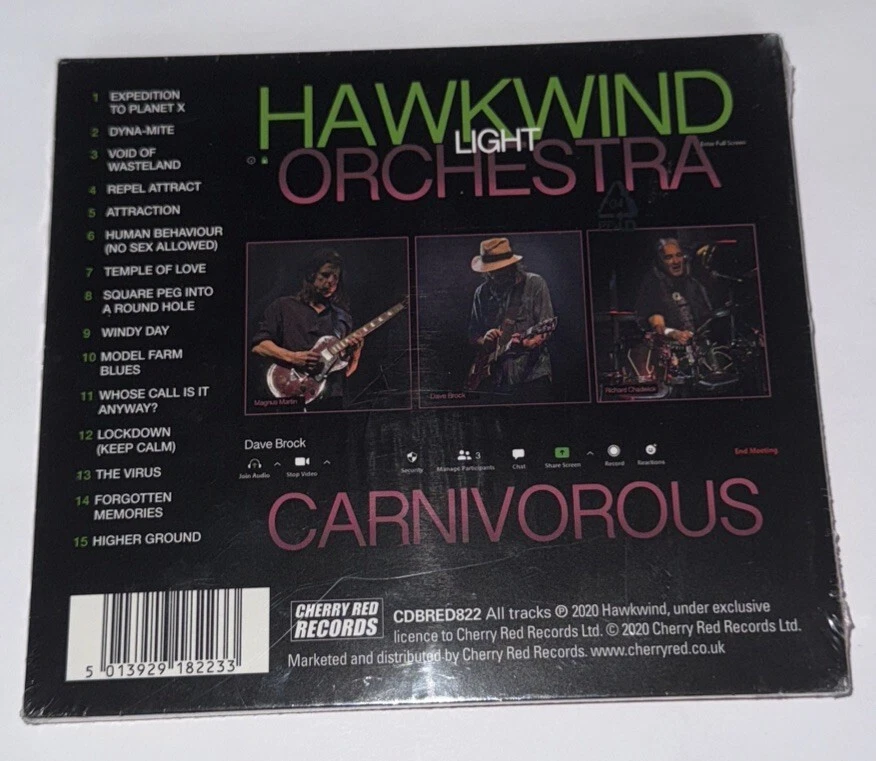 1 EXPEDITION
TO PLANET X
2 DYNA-MITE
3 VOID OF
WASTELAND
4 REPEL ATTRACT
5 ATTRACTION
6 HUMAN BEHAVIOUR
(NO SEX ALLOWED)
7 TEMPLE OF LOVE
8 SQUARE PEG INTO
A ROUND HOLE
9 WINDY DAY
10 MODEL FARM
BLUES
11 WHOSE CALL IS IT
ANYWAY?
12 LOCKDOWN
(KEEP CALM)
13 THE VIRUS
14 FORGOTTEN
MEMORIES
15 HIGHER GROUND
HAWKWIND
LIGHT
ORCHESTRA
Enter Full Screen
Magnus Martin
Dave Brock
Richard Chadwick
Dave Brock
Join Audio
Stop Video
Security
3
Manage Participants
Chat
Share Screen
Record
Reactions
End Meeting
CARNIVOROUS
CHERRY RED
RECORDS
CDBRED822 All tracks ℗ 2020 Hawkwind, under exclusive
licence to Cherry Red Records Ltd. © 2020 Cherry Red Records Ltd.
Marketed and distributed by Cherry Red Records. www.cherryred.co.uk
5 013929 182233